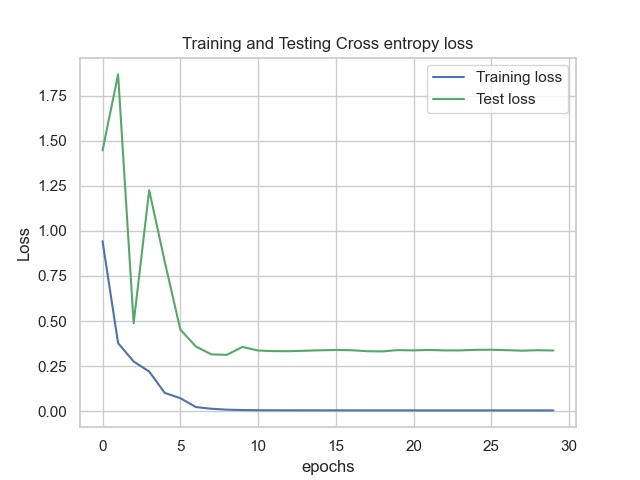 Training and Testing Cross entropy loss
Training loss
Test loss
1.75
1.50
1.25
1.00
0.75
0.50
0.25
0.00
Loss
0 5 10 15 20 25 30
epochs